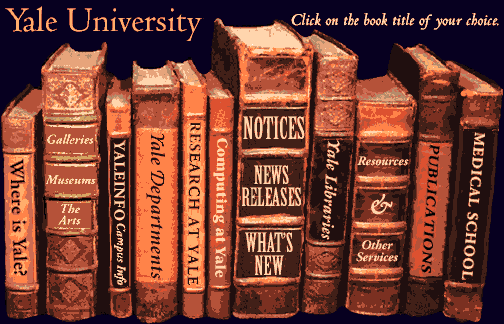 Yale University
Click on the book title of your choice.
Where is Yale?
Galleries
Museums
The
Arts
YALEINFO Campus Info
Yale Departments
RESEARCH AT YALE
Computing at Yale
NOTICES
NEWS
RELEASES
WHAT'S
NEW
Yale Libraries
Resources
&
Other
Services
PUBLICATIONS
MEDICAL SCHOOL